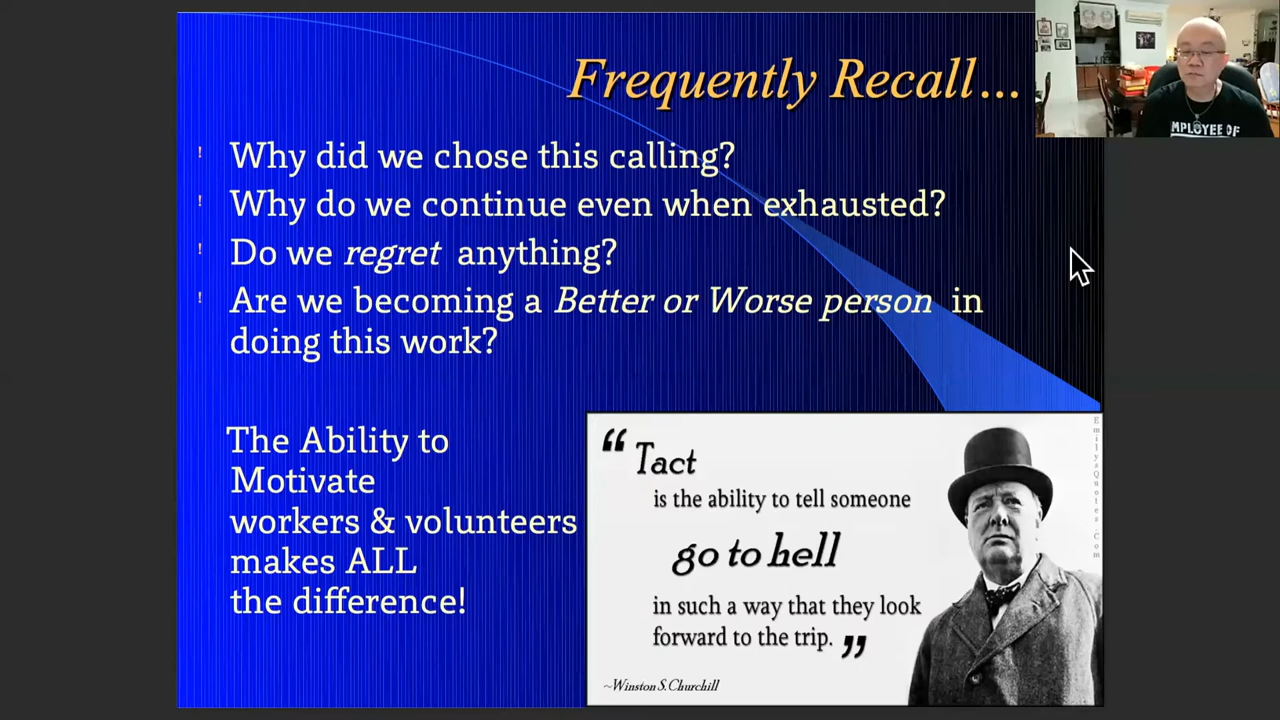 Frequently Recall...
! Why did we chose this calling?
! Why do we continue even when exhausted?
! Do we regret anything?
! Are we becoming a Better or Worse person in
doing this work?
The Ability to
Motivate
workers & volunteers
makes ALL
the difference!
“ Tact
is the ability to tell someone
go to hell
in such a way that they look
forward to the trip. ”
~Winston S. Churchill
EmilysQuotes.Com
MPLOYEE OF